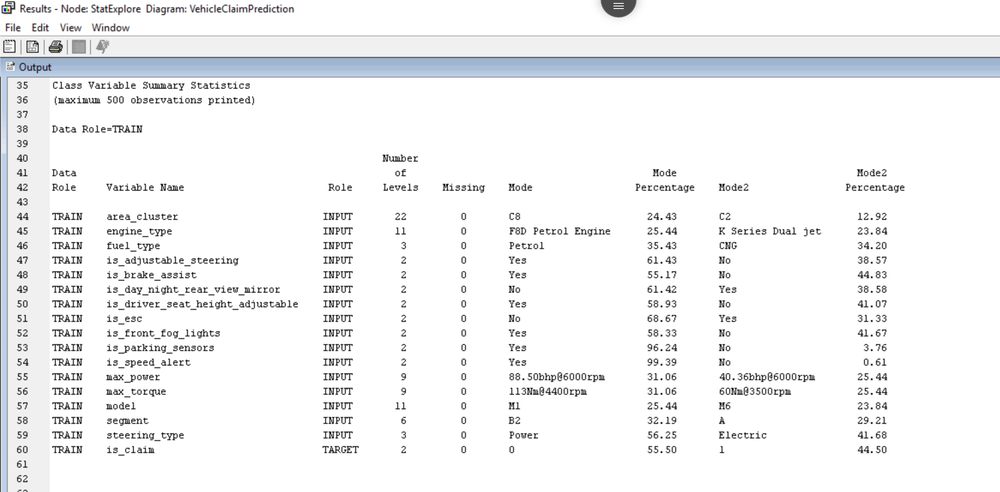 Results - Node: StatExplore  Diagram: VehicleClaimPrediction
File   Edit   View   Window
Output
35   Class Variable Summary Statistics
36   (maximum 500 observations printed)
37
38   Data Role=TRAIN
39
40   Number
41   Data   of   Mode   Mode2
42   Role   Variable Name   Role   Levels   Missing   Mode   Percentage   Mode2   Percentage
43
44   TRAIN   area_cluster   INPUT   22   0   C8   24.43   C2   12.92
45   TRAIN   engine_type   INPUT   11   0   F8D Petrol Engine   25.44   K Series Dual jet   23.84
46   TRAIN   fuel_type   INPUT   3   0   Petrol   35.43   CNG   34.20
47   TRAIN   is_adjustable_steering   INPUT   2   0   Yes   61.43   No   38.57
48   TRAIN   is_brake_assist   INPUT   2   0   Yes   55.17   No   44.83
49   TRAIN   is_day_night_rear_view_mirror   INPUT   2   0   No   61.42   Yes   38.58
50   TRAIN   is_driver_seat_height_adjustable   INPUT   2   0   Yes   58.93   No   41.07
51   TRAIN   is_esc   INPUT   2   0   No   68.67   Yes   31.33
52   TRAIN   is_front_fog_lights   INPUT   2   0   Yes   58.33   No   41.67
53   TRAIN   is_parking_sensors   INPUT   2   0   Yes   96.24   No   3.76
54   TRAIN   is_speed_alert   INPUT   2   0   Yes   99.39   No   0.61
55   TRAIN   max_power   INPUT   9   0   88.50bhp@6000rpm   31.06   40.36bhp@6000rpm   25.44
56   TRAIN   max_torque   INPUT   9   0   113Nm@4400rpm   31.06   60Nm@3500rpm   25.44
57   TRAIN   model   INPUT   11   0   M1   25.44   M6   23.84
58   TRAIN   segment   INPUT   6   0   B2   32.19   A   29.21
59   TRAIN   steering_type   INPUT   3   0   Power   56.25   Electric   41.68
60   TRAIN   is_claim   TARGET   2   0   0   55.50   1   44.50
61
62